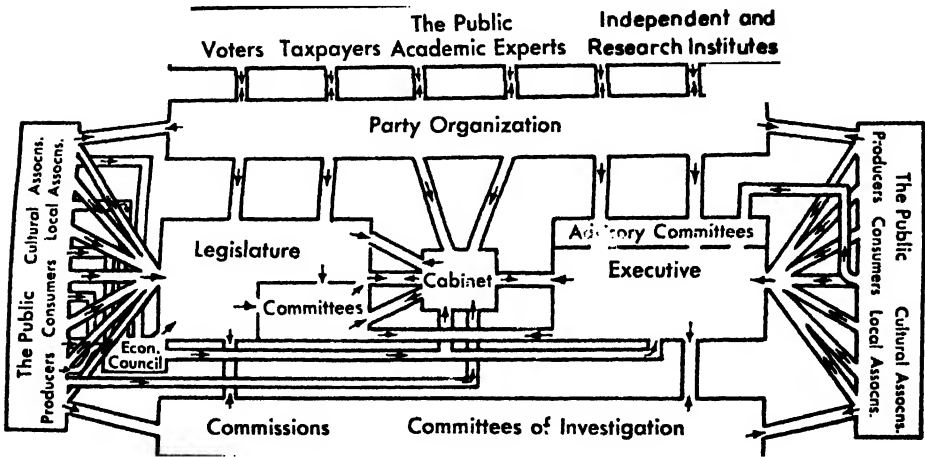 The Public
Independent and
Voters Taxpayers Academic Experts Research Institutes
Party Organization
The Public Cultural Assocns.
Producers Consumers Local Assocns.
Legislature
Committees
Econ.
Council
Cabinet
Advisory Committees
Executive
The Public Cultural Assocns.
Producers Consumers Local Assocns.
Commissions
Committees of Investigation